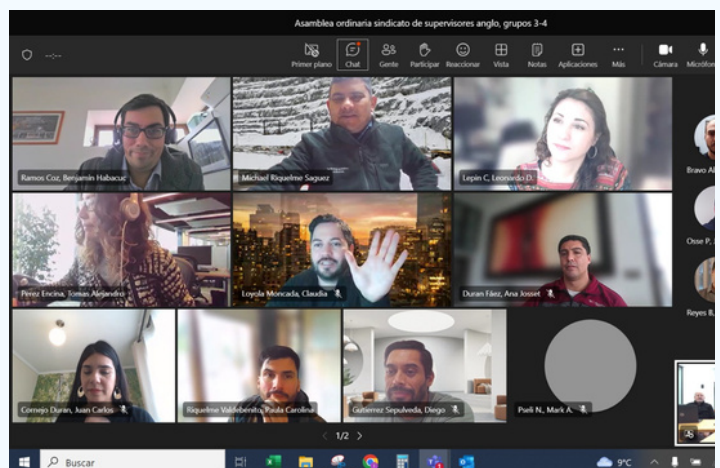 Asamblea ordinaria sindicato de supervisores anglo, grupos 3-4
--:--
Primer plano
Chat
Gente
Participar
Reaccionar
Vista
Notas
Aplicaciones
Más
Cámara
Micrófon
Ramos Coz, Benjamín Habacuc
Michael Riquelme Saguez
Lepin C, Leonardo D.
Bravo Al
Perez Encina, Tomas Alejandro
Loyola Moncada, Claudia
Duran Fáez, Ana Josset
Osse P.,
Reyes B,
Cornejo Duran, Juan Carlos
Riquelme Valdebenito, Paula Carolina
Gutierrez Sepulveda, Diego
Pseli N., Mark A.
1/2
Buscar
9°C